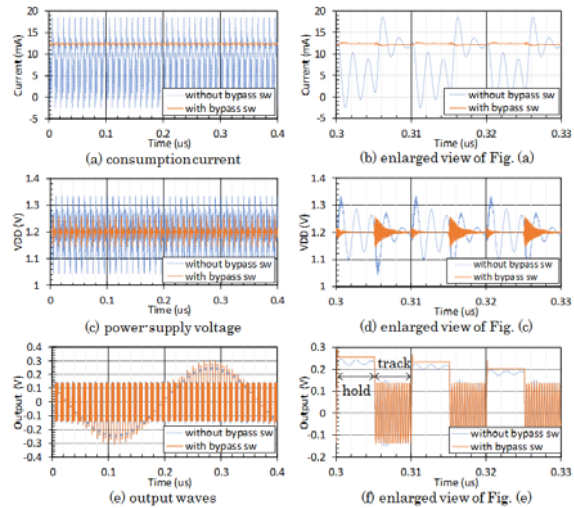 20
15
10
5
0
-5
Current (mA)
without bypass sw
with bypass sw
0 0.1 0.2 0.3 0.4
Time (us)
(a) consumption current
20
15
10
5
0
-5
Current (mA)
without bypass sw
with bypass sw
0.3 0.31 0.32 0.33
Time (us)
(b) enlarged view of Fig. (a)
1.4
1.3
1.2
1.1
1
VDD (V)
without bypass sw
with bypass sw
0 0.1 0.2 0.3 0.4
Time (us)
(c) power-supply voltage
1.4
1.3
1.2
1.1
1
VDD (V)
without bypass sw
with bypass sw
0.3 0.31 0.32 0.33
Time (us)
(d) enlarged view of Fig. (c)
0.4
0.3
0.2
0.1
0
-0.1
-0.2
-0.3
-0.4
Output (V)
without bypass sw
with bypass sw
0 0.1 0.2 0.3 0.4
Time (us)
(e) output waves
0.3
0.2
0.1
0
-0.1
-0.2
Output (V)
track
hold
without bypass sw
with bypass sw
0.3 0.31 0.32 0.33
Time (us)
(f) enlarged view of Fig. (e)